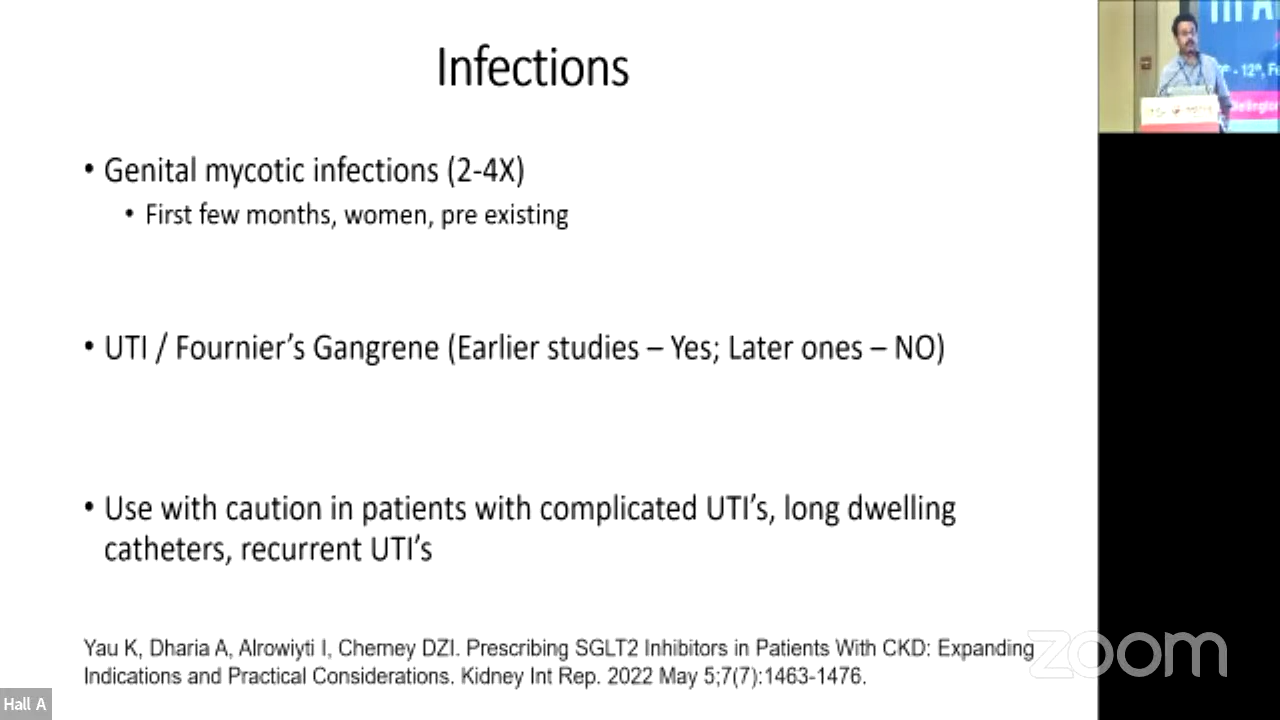 Infections
• Genital mycotic infections (2-4X)
• First few months, women, pre existing
• UTI / Fournier's Gangrene (Earlier studies – Yes; Later ones – NO)
• Use with caution in patients with complicated UTI's, long dwelling
catheters, recurrent UTI's
Yau K, Dharia A, Alrowiyti I, Cherney DZI. Prescribing SGLT2 Inhibitors in Patients With CKD: Expanding
Indications and Practical Considerations. Kidney Int Rep. 2022 May 5;7(7):1463-1476.
zoom
Hall A